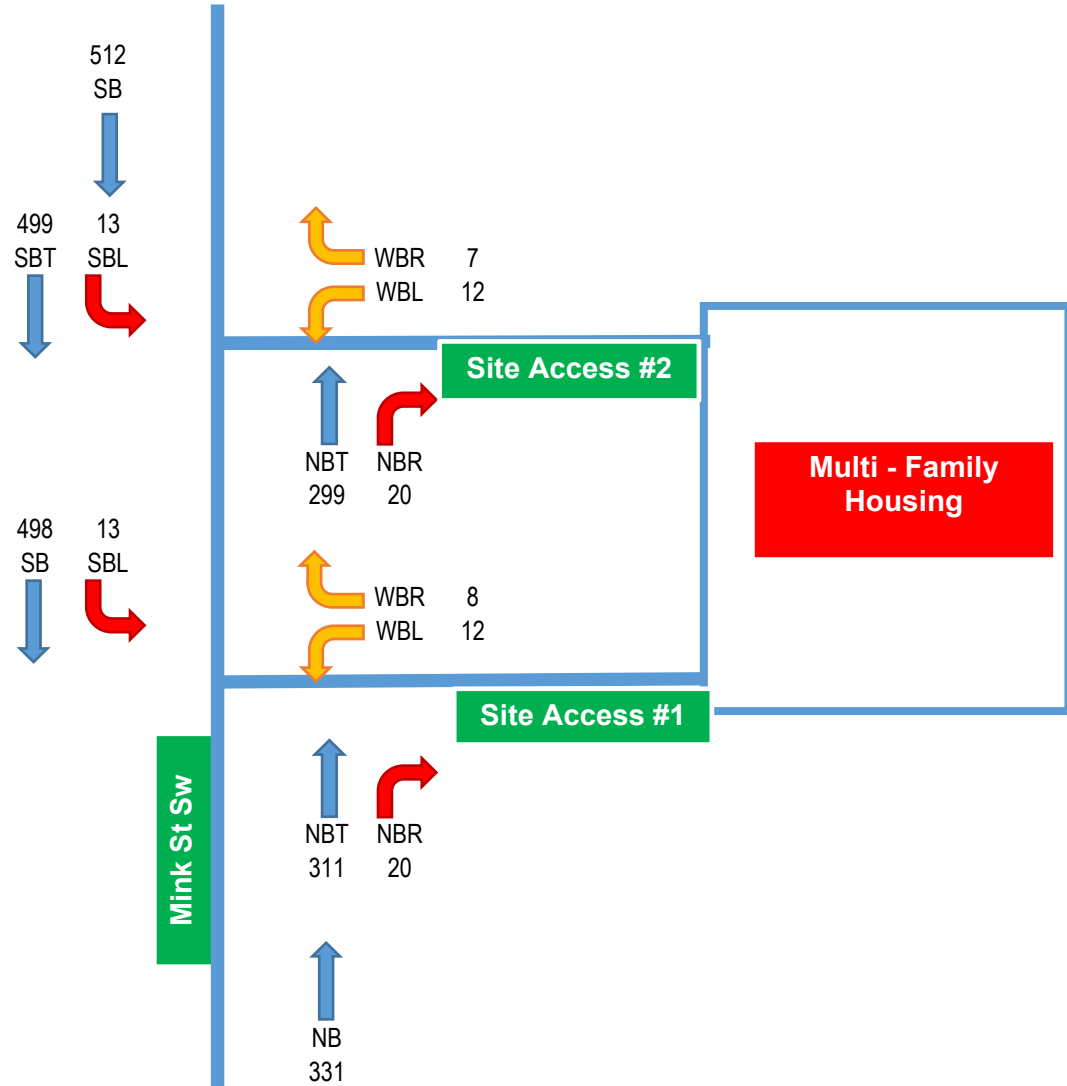 512
SB
499 13
SBT SBL
WBR 7
WBL 12
Site Access #2
NBT NBR
299 20
Multi - Family
Housing
498 13
SB SBL
WBR 8
WBL 12
Site Access #1
Mink St Sw
NBT NBR
311 20
NB
331